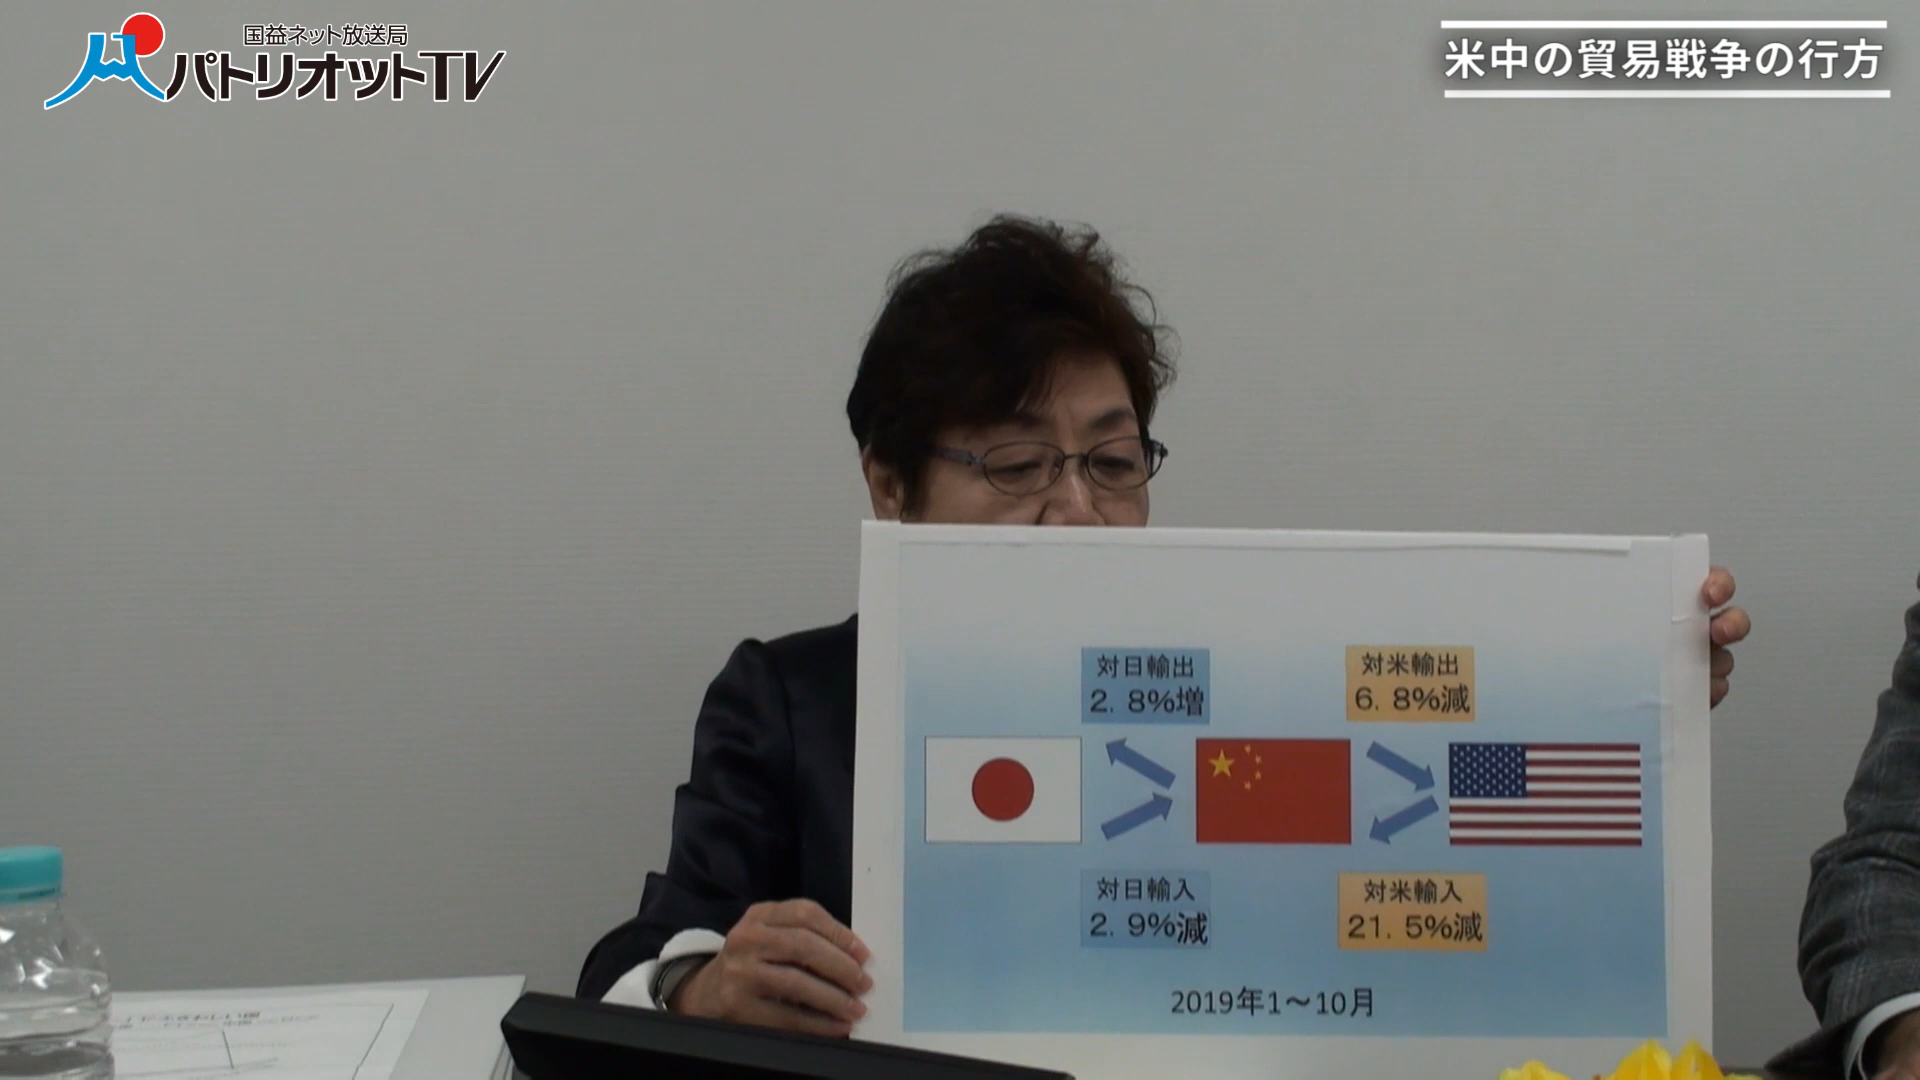 国益ネット放送局
パトリオットTV
米中の貿易戦争の行方
対日輸出
2.8%増
対米輸出
6.8%減
対日輸入
2.9%減
対米輸入
21.5%減
2019年1~10月